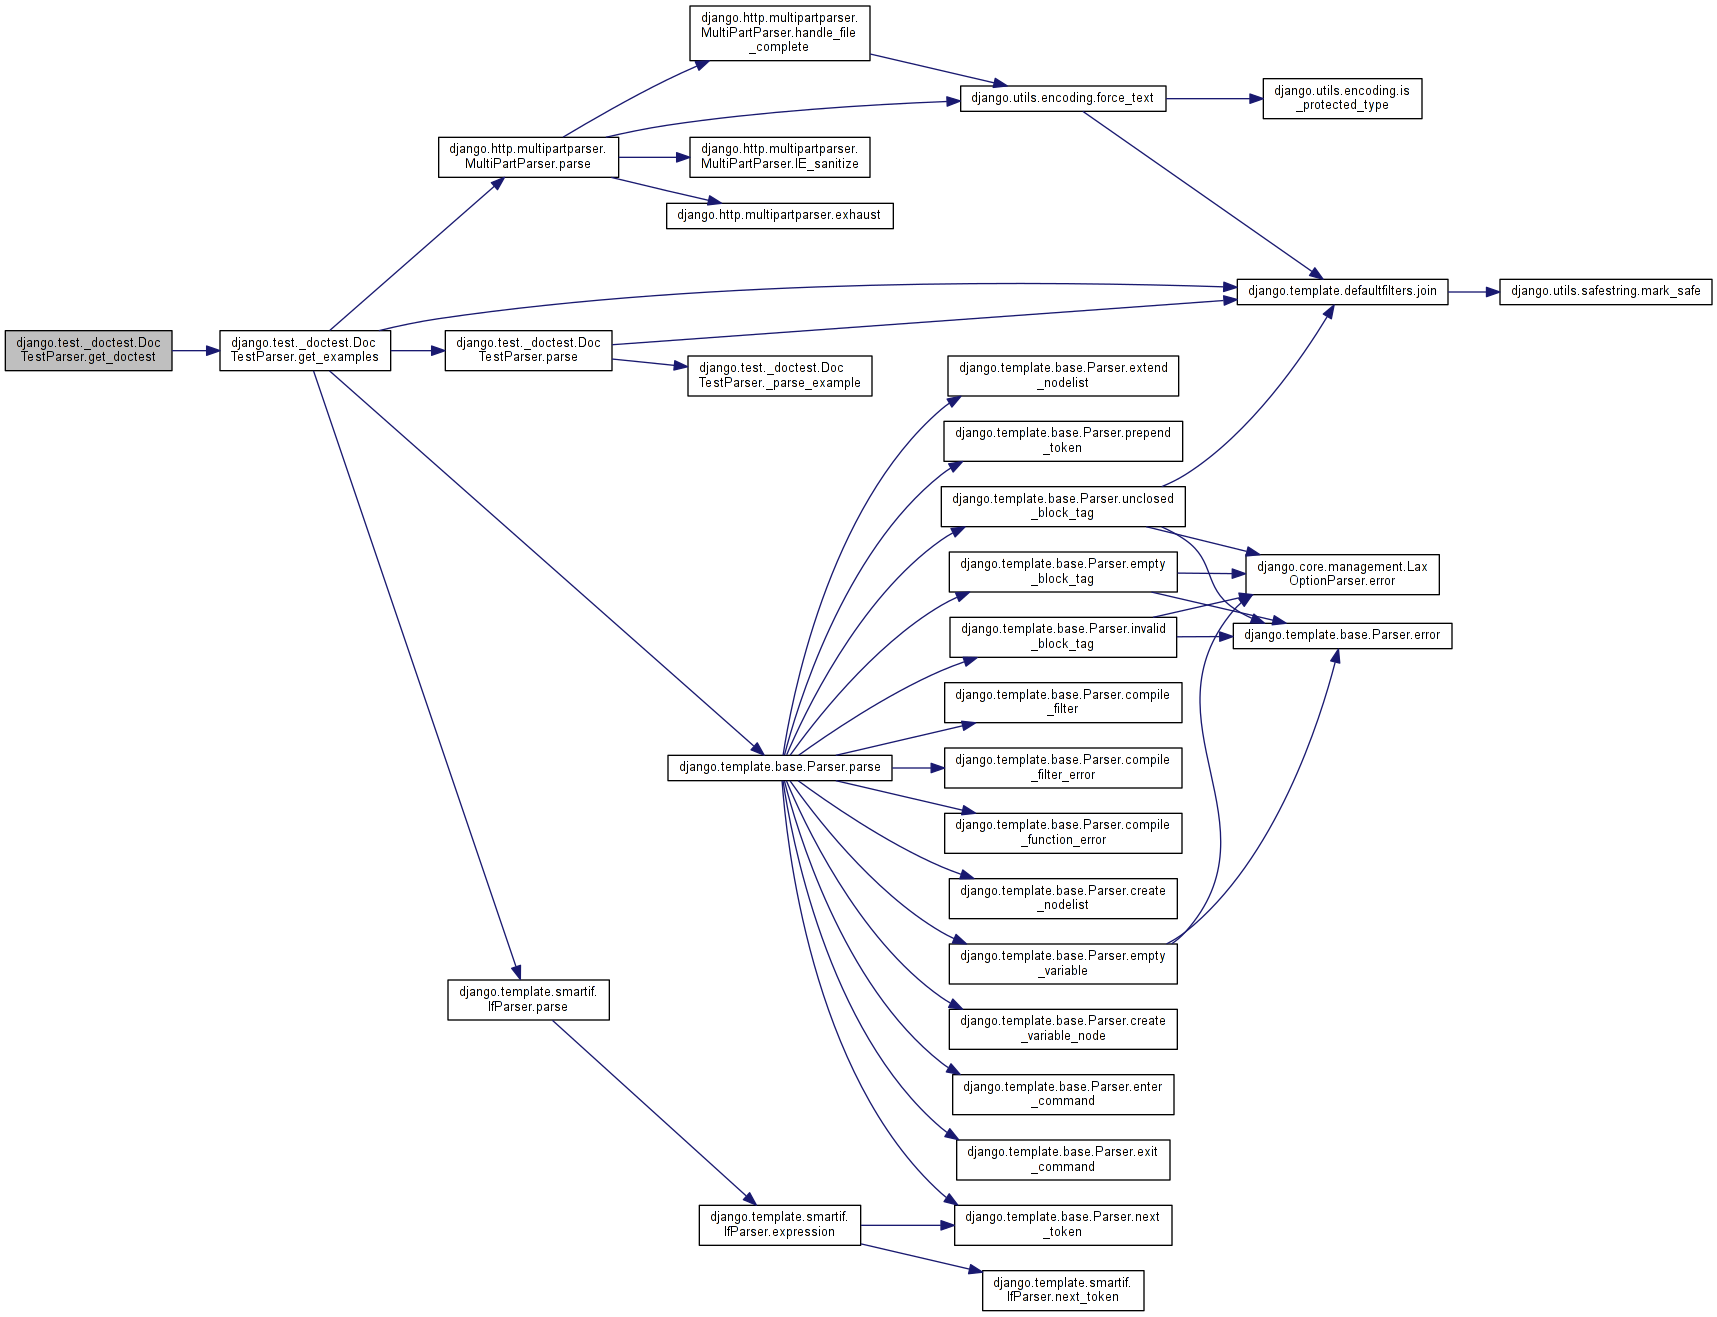 django.http.multipartparser.
MultiPartParser.handle_file
_complete
django.utils.encoding.force_text
django.utils.encoding.is
_protected_type
django.http.multipartparser.
MultiPartParser.parse
django.http.multipartparser.
MultiPartParser.IE_sanitize
django.http.multipartparser.exhaust
django.template.defaultfilters.join
django.utils.safestring.mark_safe
django.test._doctest.Doc
TestParser.get_doctest
django.test._doctest.Doc
TestParser.get_examples
django.test._doctest.Doc
TestParser.parse
django.test._doctest.Doc
TestParser._parse_example
django.template.base.Parser.extend
_nodelist
django.template.base.Parser.prepend
_token
django.template.base.Parser.unclosed
_block_tag
django.template.base.Parser.empty
_block_tag
django.core.management.Lax
OptionParser.error
django.template.base.Parser.invalid
_block_tag
django.template.base.Parser.error
django.template.base.Parser.compile
_filter
django.template.base.Parser.parse
django.template.base.Parser.compile
_filter_error
django.template.base.Parser.compile
_function_error
django.template.base.Parser.create
_nodelist
django.template.base.Parser.empty
_variable
django.template.smartif.
IfParser.parse
django.template.base.Parser.create
_variable_node
django.template.base.Parser.enter
_command
django.template.base.Parser.exit
_command
django.template.smartif.
IfParser.expression
django.template.base.Parser.next
_token
django.template.smartif.
IfParser.next_token